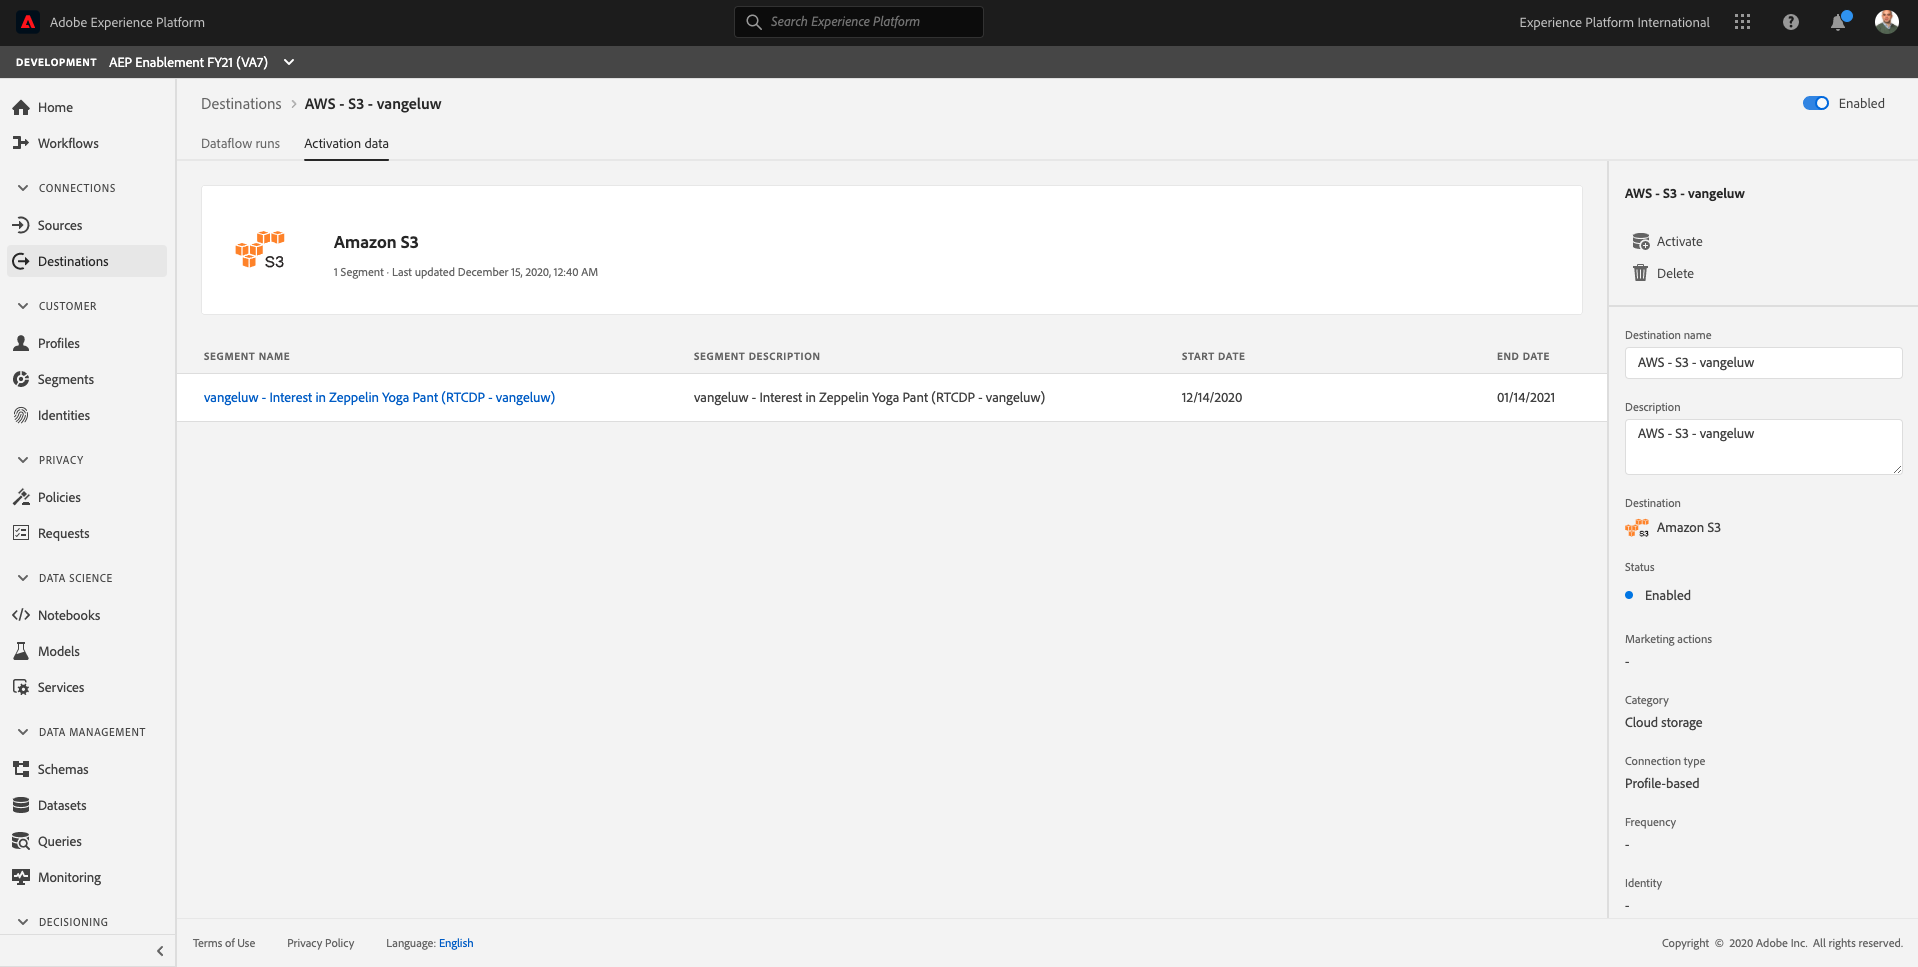 Adobe Experience Platform
Search Experience Platform
Experience Platform International
DEVELOPMENT AEP Enablement FY21 (VA7)
Home
Workflows
CONNECTIONS
Sources
Destinations
CUSTOMER
Profiles
Segments
Identities
PRIVACY
Policies
Requests
DATA SCIENCE
Notebooks
Models
Services
DATA MANAGEMENT
Schemas
Datasets
Queries
Monitoring
DECISIONING
Destinations > AWS - S3 - vangeluw
Enabled
Dataflow runs Activation data
S3
Amazon S3
1 Segment · Last updated December 15, 2020, 12:40 AM
SEGMENT NAME SEGMENT DESCRIPTION START DATE END DATE
vangeluw - Interest in Zeppelin Yoga Pant (RTCDP - vangeluw) vangeluw - Interest in Zeppelin Yoga Pant (RTCDP - vangeluw) 12/14/2020 01/14/2021
AWS - S3 - vangeluw
Activate
Delete
Destination name
AWS - S3 - vangeluw
Description
AWS - S3 - vangeluw
Destination
S3 Amazon S3
Status
Enabled
Marketing actions
-
Category
Cloud storage
Connection type
Profile-based
Frequency
-
Identity
-
Terms of Use Privacy Policy Language: English
Copyright © 2020 Adobe Inc. All rights reserved.